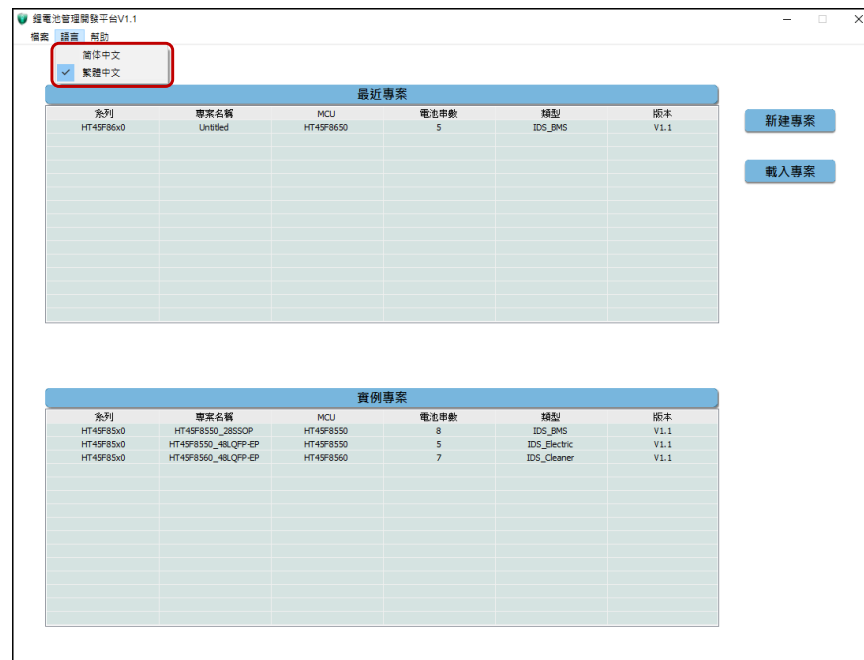 鋰電池管理開發平台V1.1
檔案 語言 幫助
简体中文
繁體中文
最近專案
系列 專案名稱 MCU 電池串數 類型 版本
HT45F86x0 Untitled HT45F8650 5 IDS_BMS V1.1
新建專案
載入專案
實例專案
系列 專案名稱 MCU 電池串數 類型 版本
HT45F85x0 HT45F8550_28SSOP HT45F8550 8 IDS_BMS V1.1
HT45F85x0 HT45F8550_48LQFP-EP HT45F8550 5 IDS_Electric V1.1
HT45F85x0 HT45F8560_48LQFP-EP HT45F8560 7 IDS_Cleaner V1.1